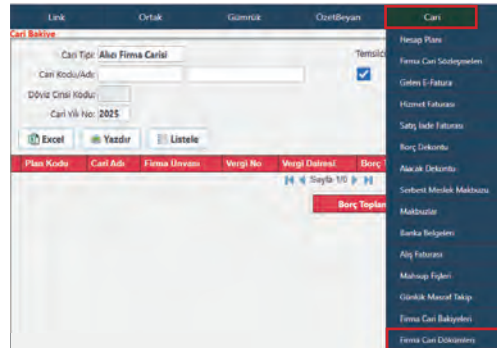 Link Ortak Gümrük ÖzetBeyan Cari
Cari Bakiye
Cari Tipi: Alıcı Firma Carisi Temsilc
Cari Kodu/Adı:
Döviz Cinsi Kodu:
Cari Yılı No: 2025
Excel Yazdır Listele
Plan Kodu Cari Adı Firma Ünvanı Vergi No Vergi Dairesi Borç T
Sayfa 1/0
Borç Toplam
Hesap Planı
Firma Cari Sözleşmeleri
Gelen E-Fatura
Hizmet Faturası
Satış İade Faturası
Borç Dekontu
Alacak Dekontu
Serbest Meslek Makbuzu
Makbuzlar
Banka Belgeleri
Alış Faturası
Mahsup Fişleri
Günlük Masraf Takip
Firma Cari Bakiyeleri
Firma Cari Dökümleri